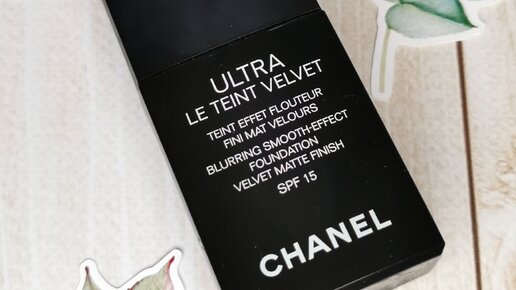 ULTRA
LE TEINT VELVET
TEINT EFFET FLOUTEUR
FINI MAT VELOURS
BLURRING SMOOTH-EFFECT
FOUNDATION
VELVET MATTE FINISH
SPF 15
CHANEL